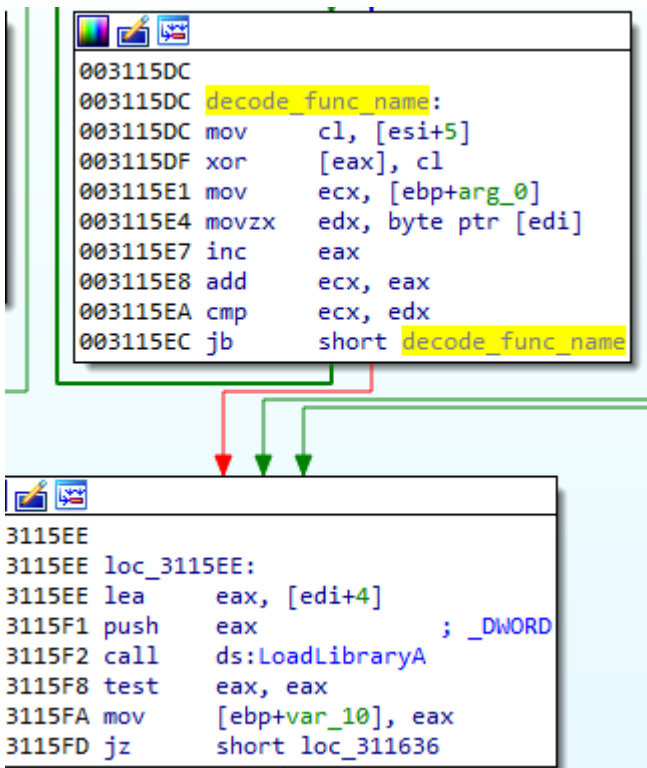 003115DC
003115DC decode_func_name:
003115DC mov cl, [esi+5]
003115DF xor [eax], cl
003115E1 mov ecx, [ebp+arg_0]
003115E4 movzx edx, byte ptr [edi]
003115E7 inc eax
003115E8 add ecx, eax
003115EA cmp ecx, edx
003115EC jb short decode_func_name
3115EE
3115EE loc_3115EE:
3115EE lea eax, [edi+4]
3115F1 push eax ; _DWORD
3115F2 call ds:LoadLibraryA
3115F8 test eax, eax
3115FA mov [ebp+var_10], eax
3115FD jz short loc_311636